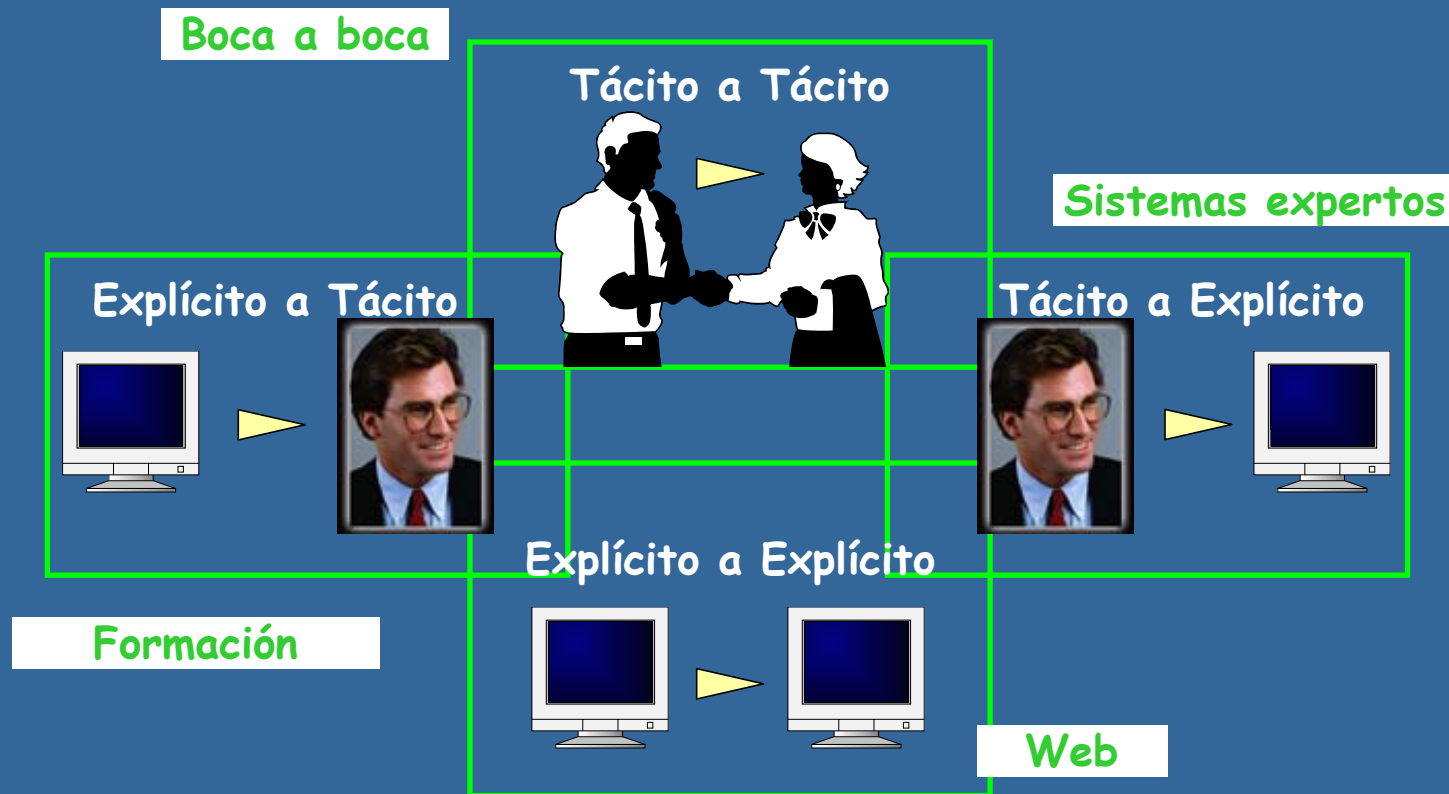 Boca a boca
Tácito a Tácito
Sistemas expertos
Explícito a Tácito
Tácito a Explícito
Explícito a Explícito
Formación
Web